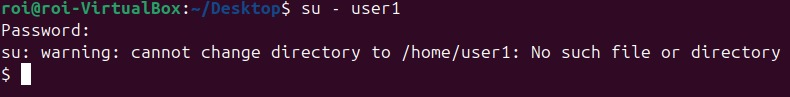 roi@roi-VirtualBox:~/Desktop$ su - user1
Password:
su: warning: cannot change directory to /home/user1: No such file or directory
$